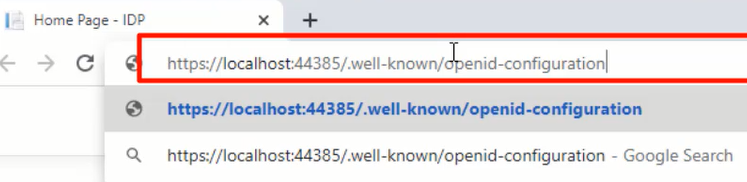 Home Page - IDP
https://localhost:44385/.well-known/openid-configuration
https://localhost:44385/.well-known/openid-configuration
https://localhost:44385/.well-known/openid-configuration - Google Search